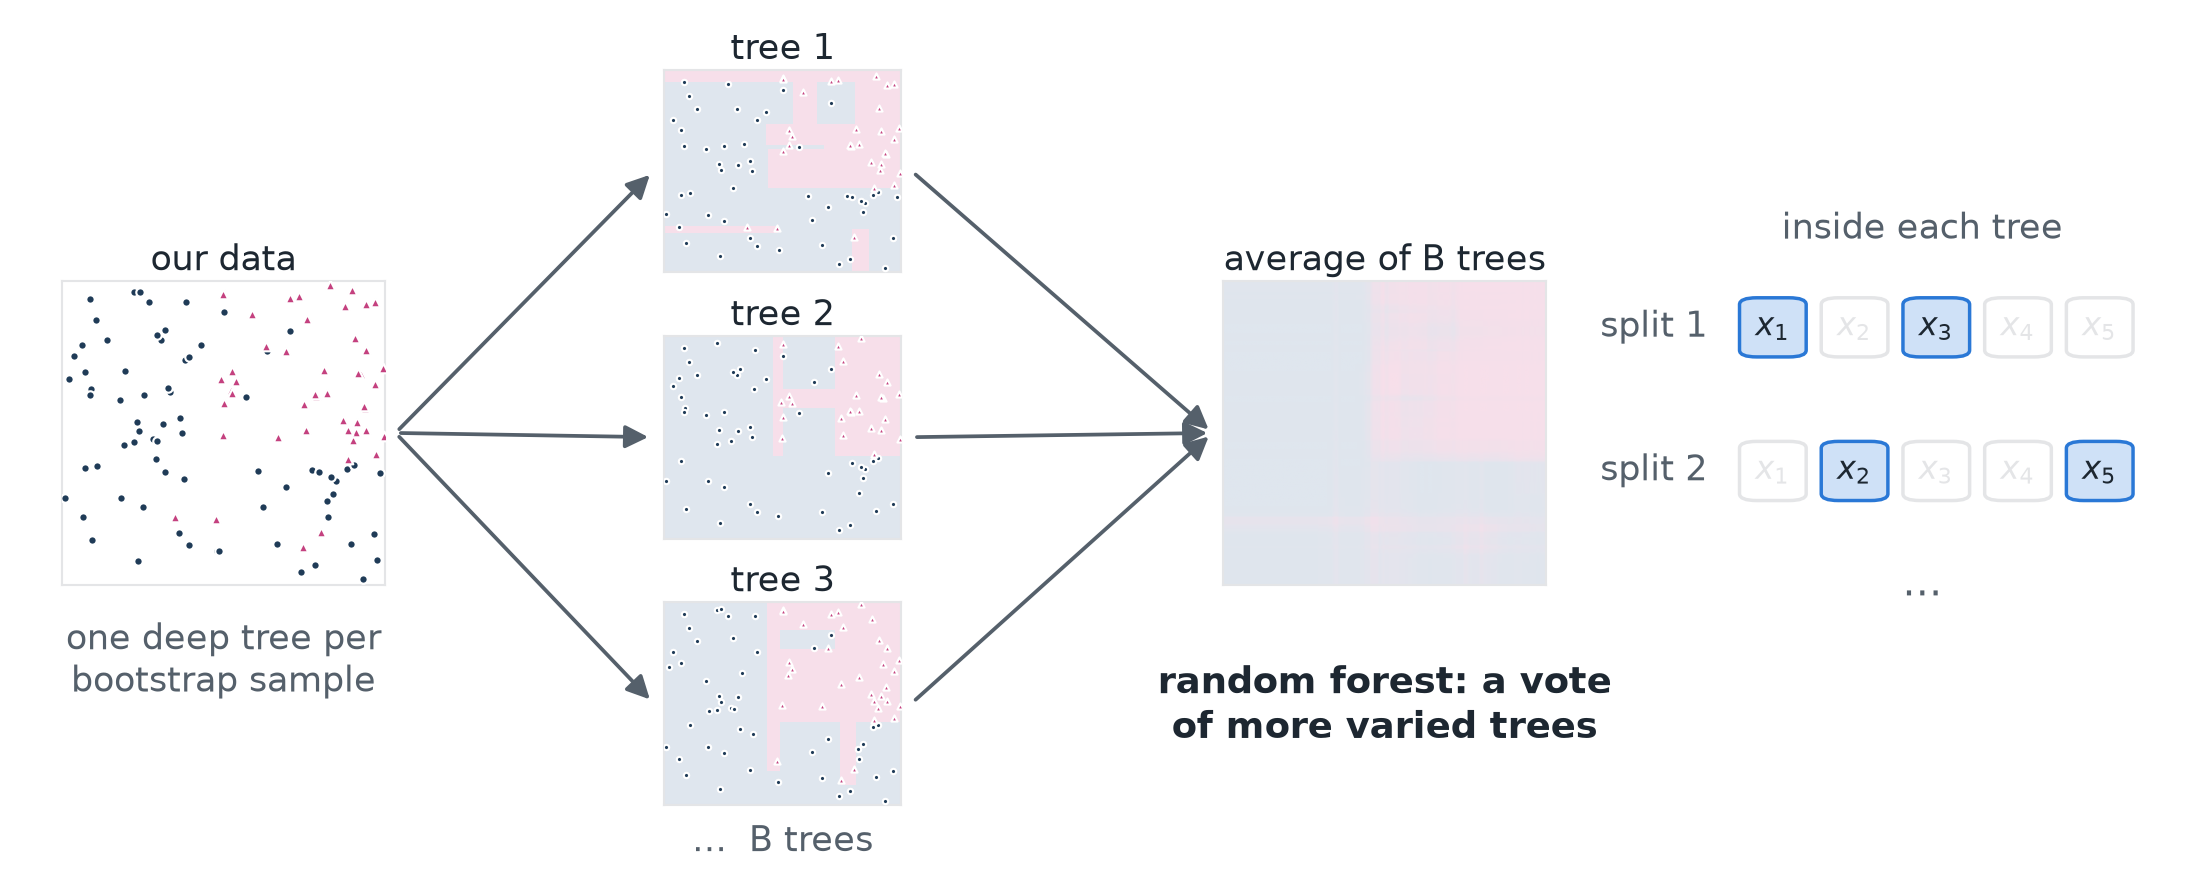 our data
one deep tree per
bootstrap sample
tree 1
tree 2
tree 3
... B trees
average of B trees
random forest: a vote
of more varied trees
inside each tree
split 1 x₁ x₂ x₃ x₄ x₅
split 2 x₁ x₂ x₃ x₄ x₅
...